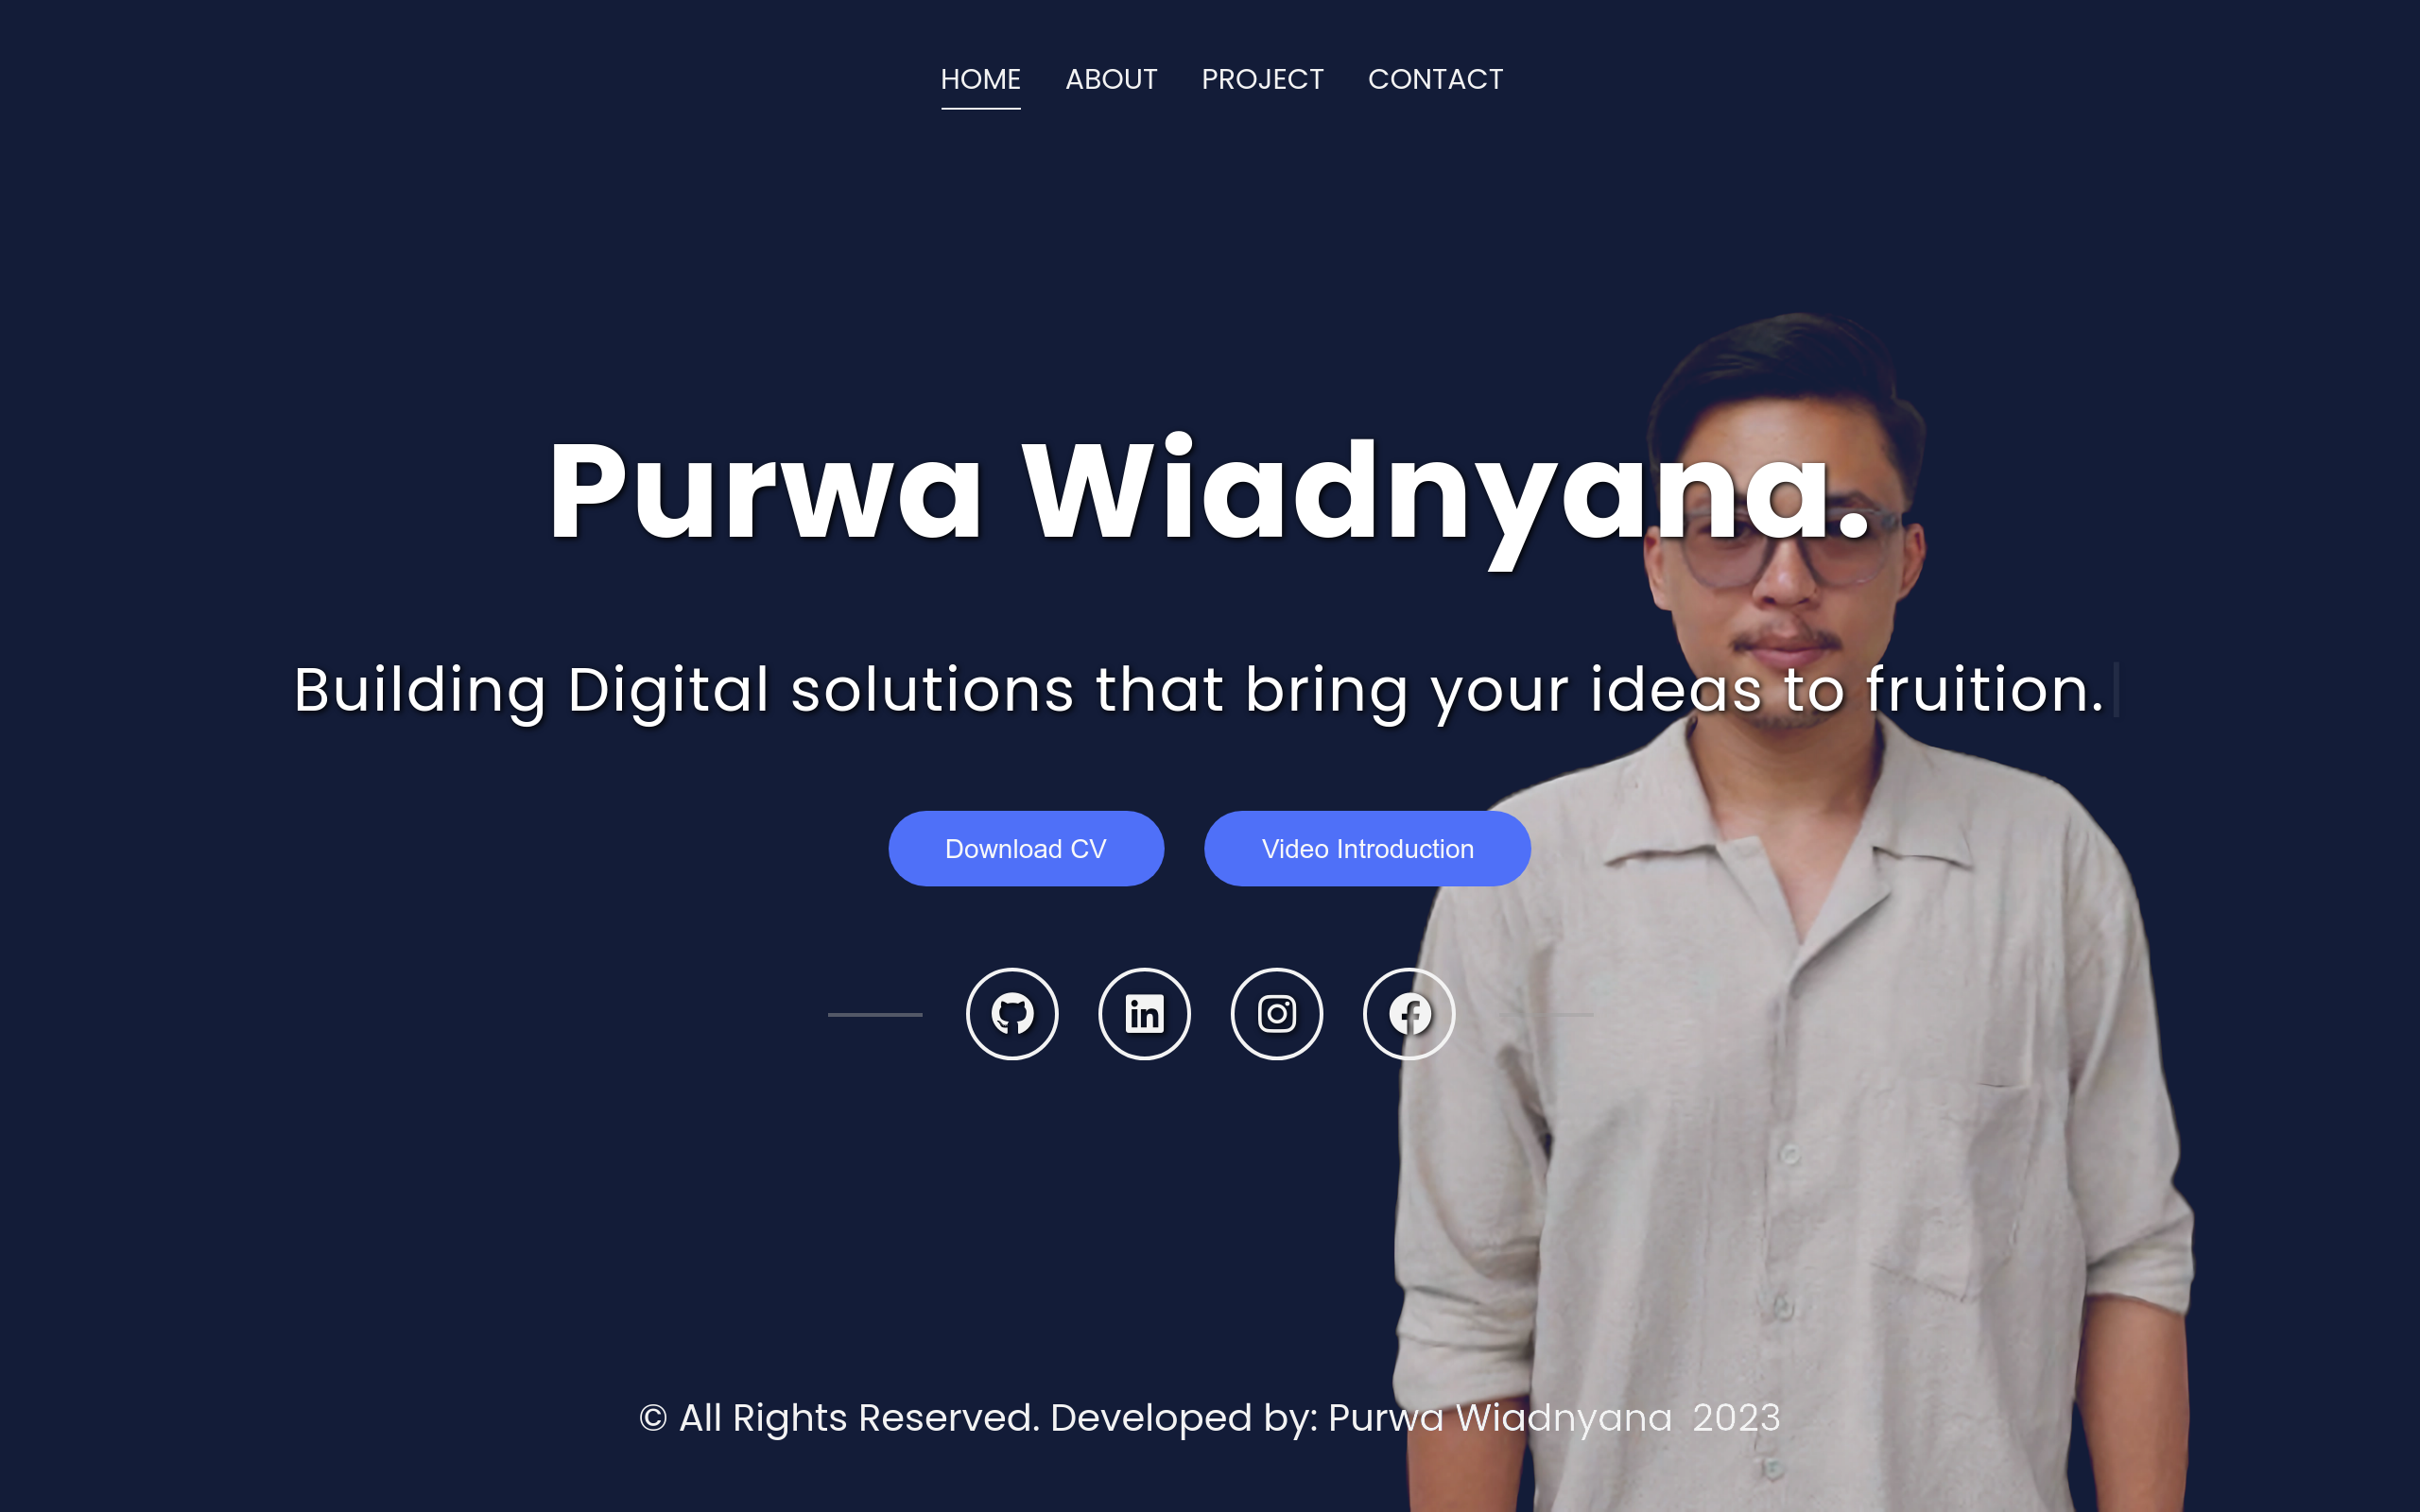 HOME ABOUT PROJECT CONTACT
Purwa Wiadnyana.
Building Digital solutions that bring your ideas to fruition.
Download CV Video Introduction
© All Rights Reserved. Developed by: Purwa Wiadnyana 2023